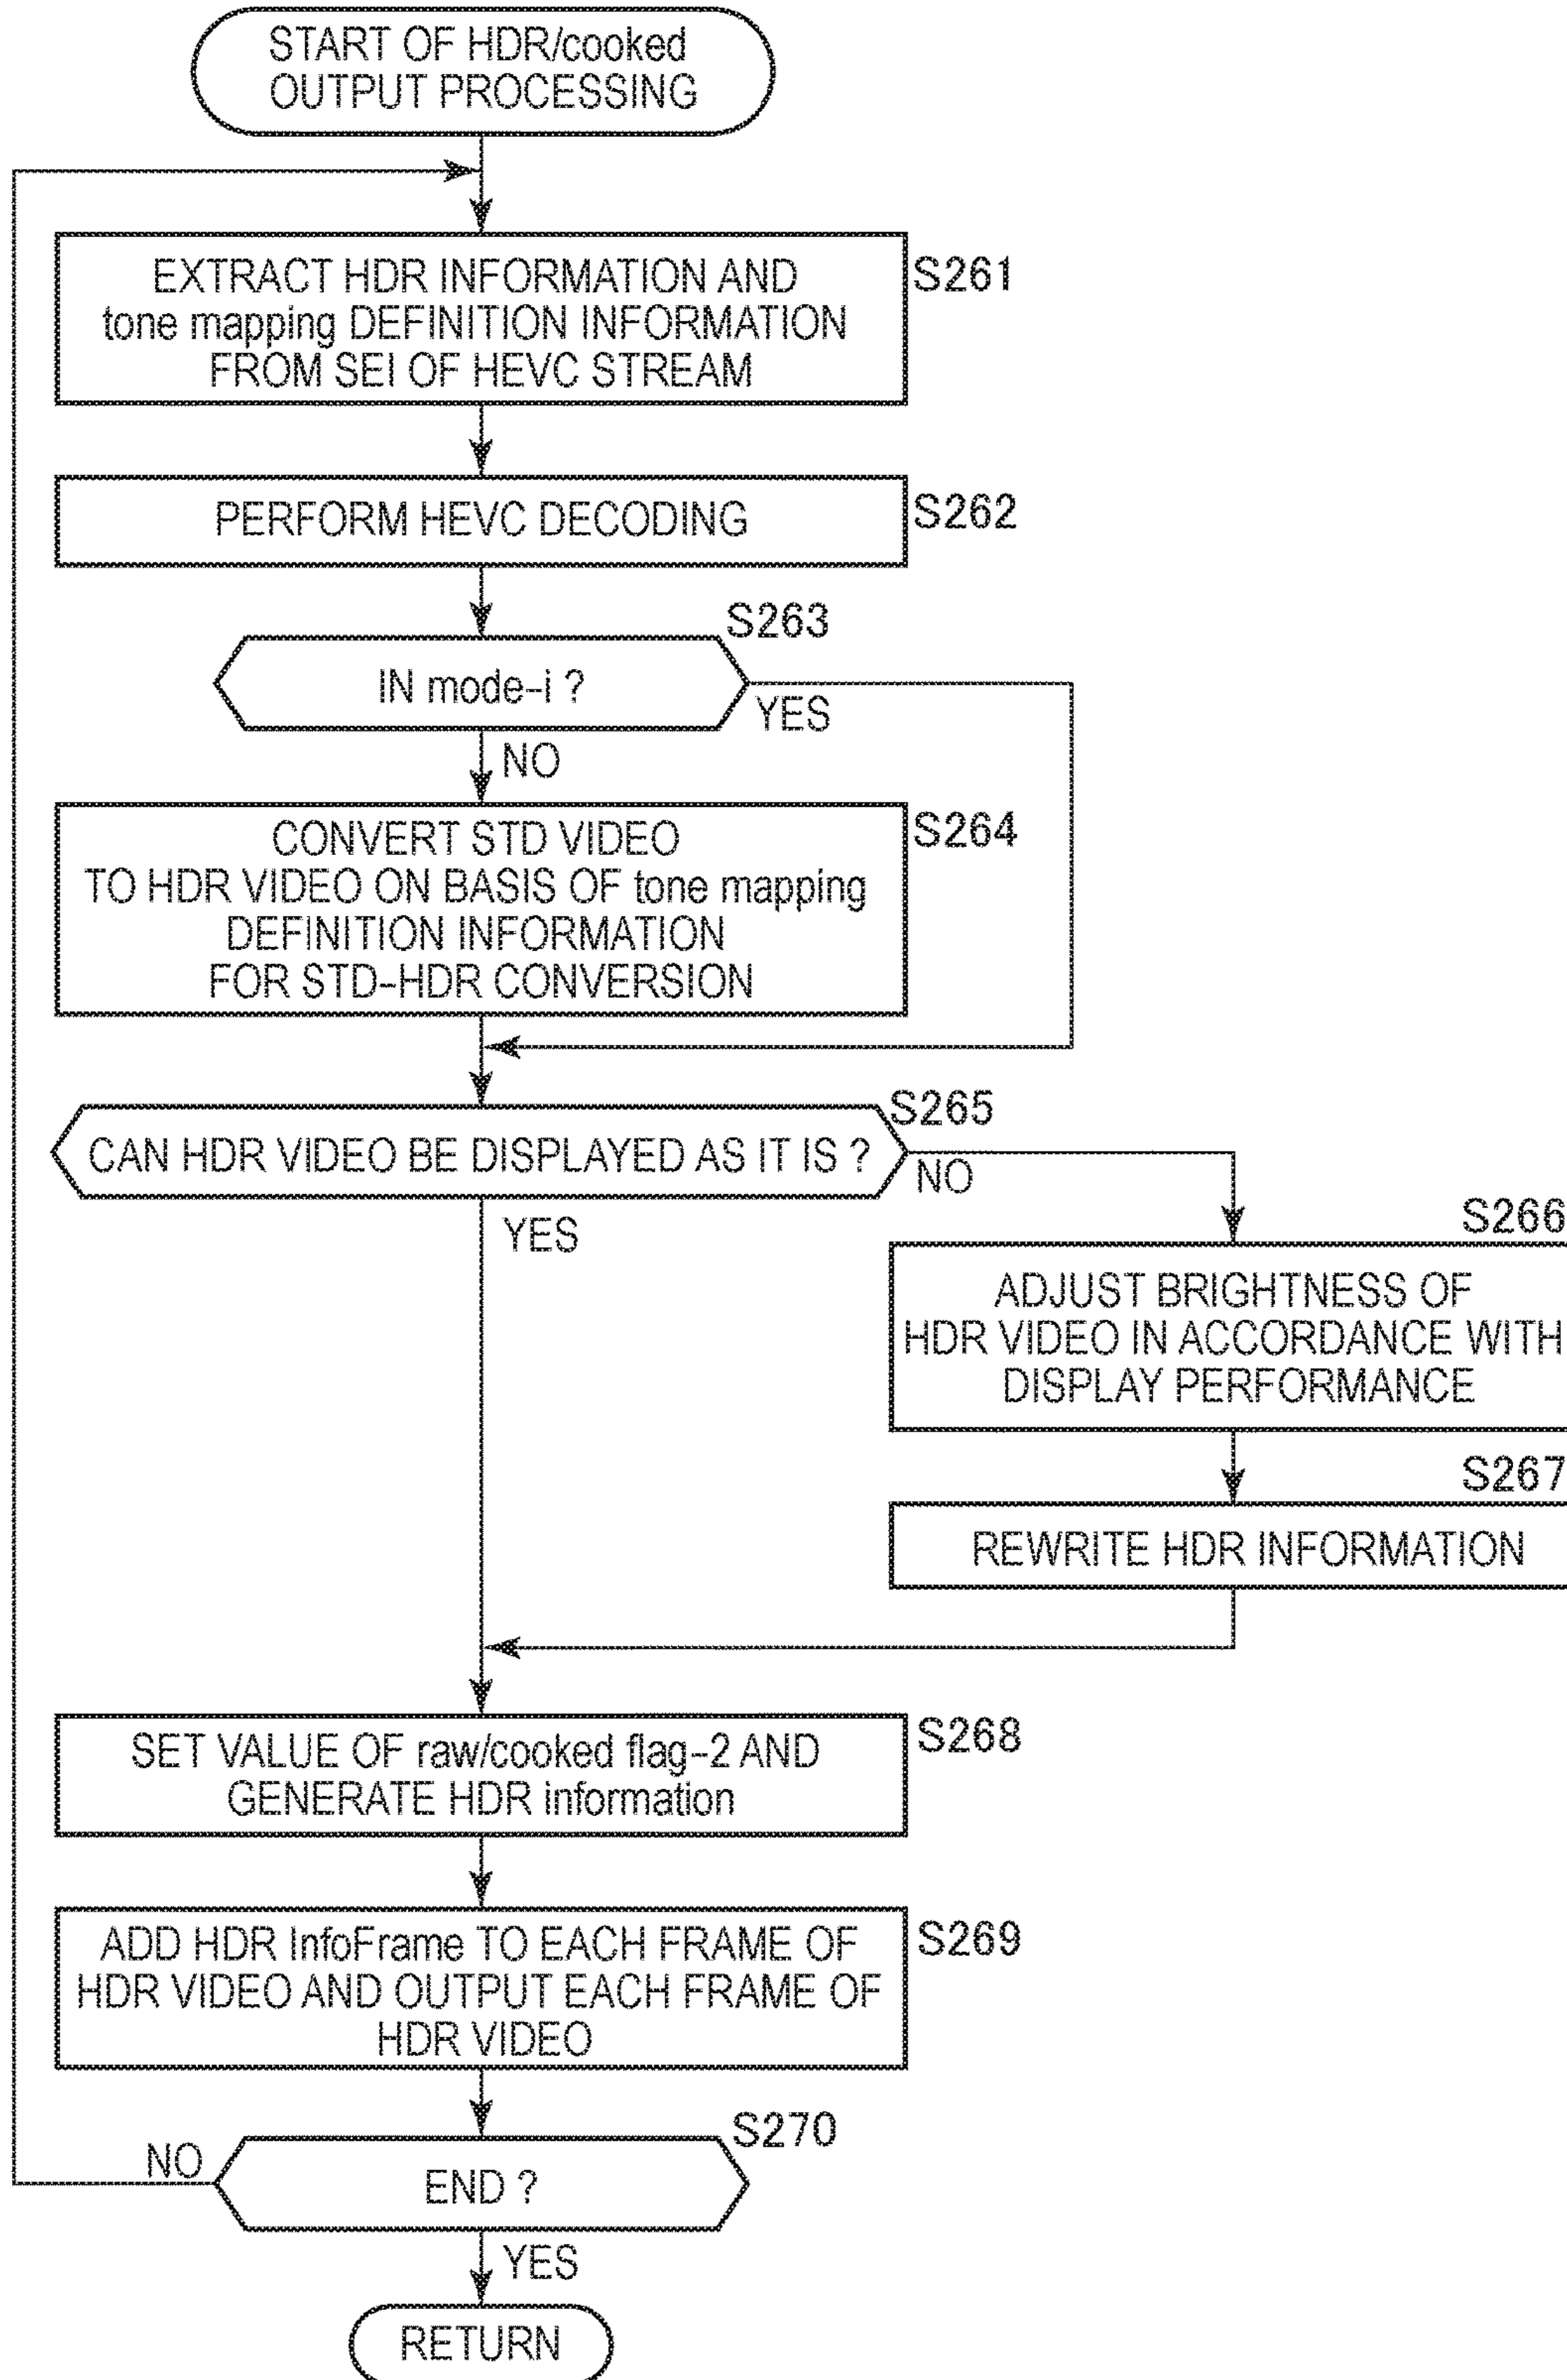 START OF HDR/cooked
OUTPUT PROCESSING
EXTRACT HDR INFORMATION AND
tone mapping DEFINITION INFORMATION
FROM SEI OF HEVC STREAM
S261
PERFORM HEVC DECODING
S262
S263
IN mode-i ?
YES
NO
CONVERT STD VIDEO
TO HDR VIDEO ON BASIS OF tone mapping
DEFINITION INFORMATION
FOR STD-HDR CONVERSION
S264
S265
CAN HDR VIDEO BE DISPLAYED AS IT IS ?
NO
YES
S266
ADJUST BRIGHTNESS OF
HDR VIDEO IN ACCORDANCE WITH
DISPLAY PERFORMANCE
S267
REWRITE HDR INFORMATION
SET VALUE OF raw/cooked flag-2 AND
GENERATE HDR information
S268
ADD HDR InfoFrame TO EACH FRAME OF
HDR VIDEO AND OUTPUT EACH FRAME OF
HDR VIDEO
S269
S270
NO
END ?
YES
RETURN